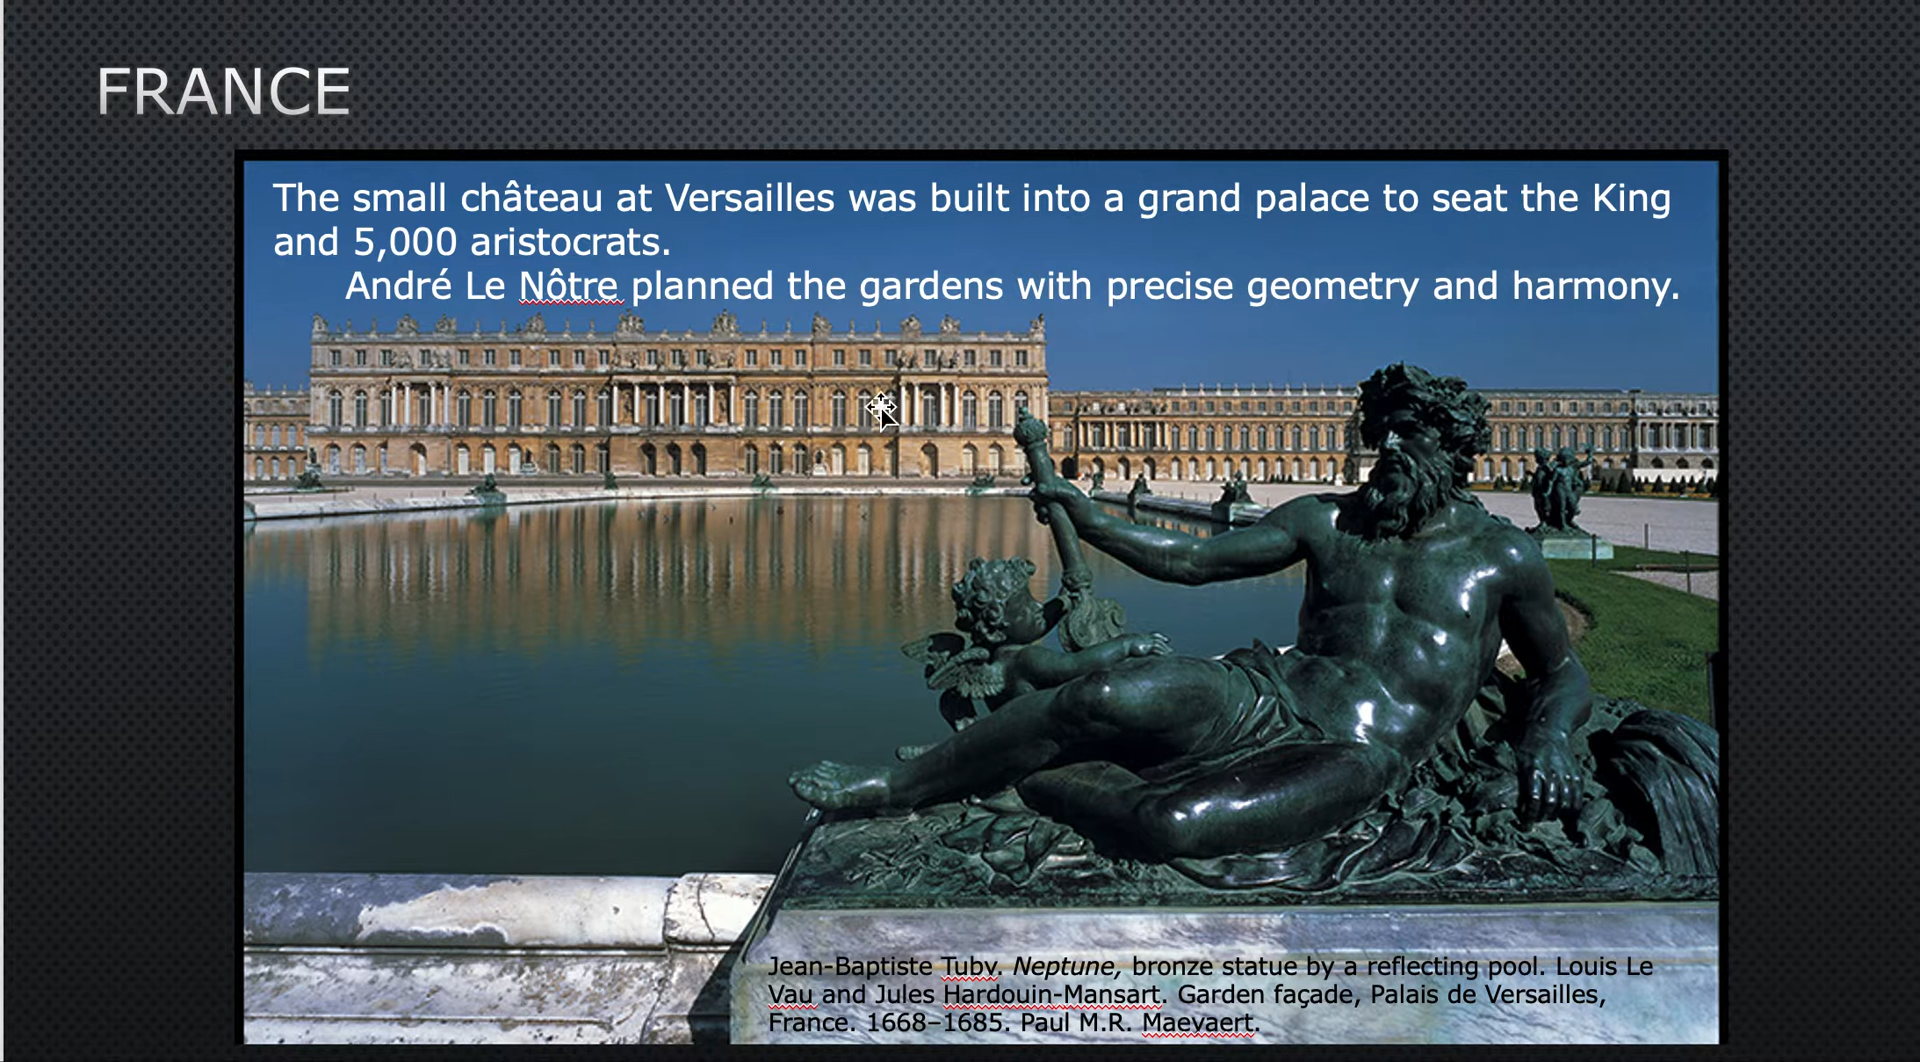 FRANCE
The small château at Versailles was built into a grand palace to seat the King
and 5,000 aristocrats.
André Le Nôtre planned the gardens with precise geometry and harmony.
Jean-Baptiste Tuby. Neptune, bronze statue by a reflecting pool. Louis Le
Vau and Jules Hardouin-Mansart. Garden façade, Palais de Versailles,
France. 1668–1685. Paul M.R. Maeyaert.